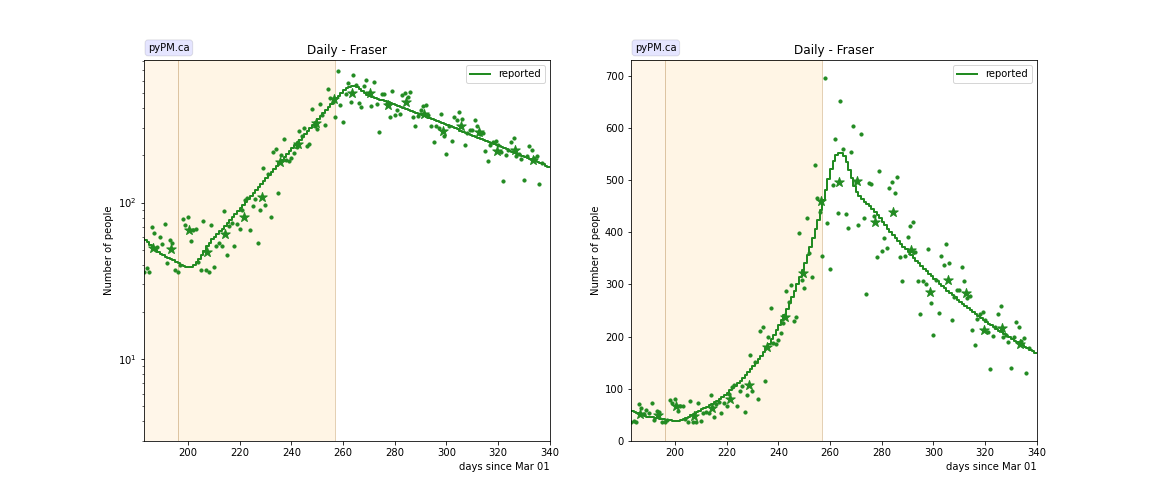 pyPM.ca
Daily - Fraser
reported
Number of people
10²
10¹
200 220 240 260 280 300 320 340
days since Mar 01
pyPM.ca
Daily - Fraser
reported
Number of people
700
600
500
400
300
200
100
0
200 220 240 260 280 300 320 340
days since Mar 01